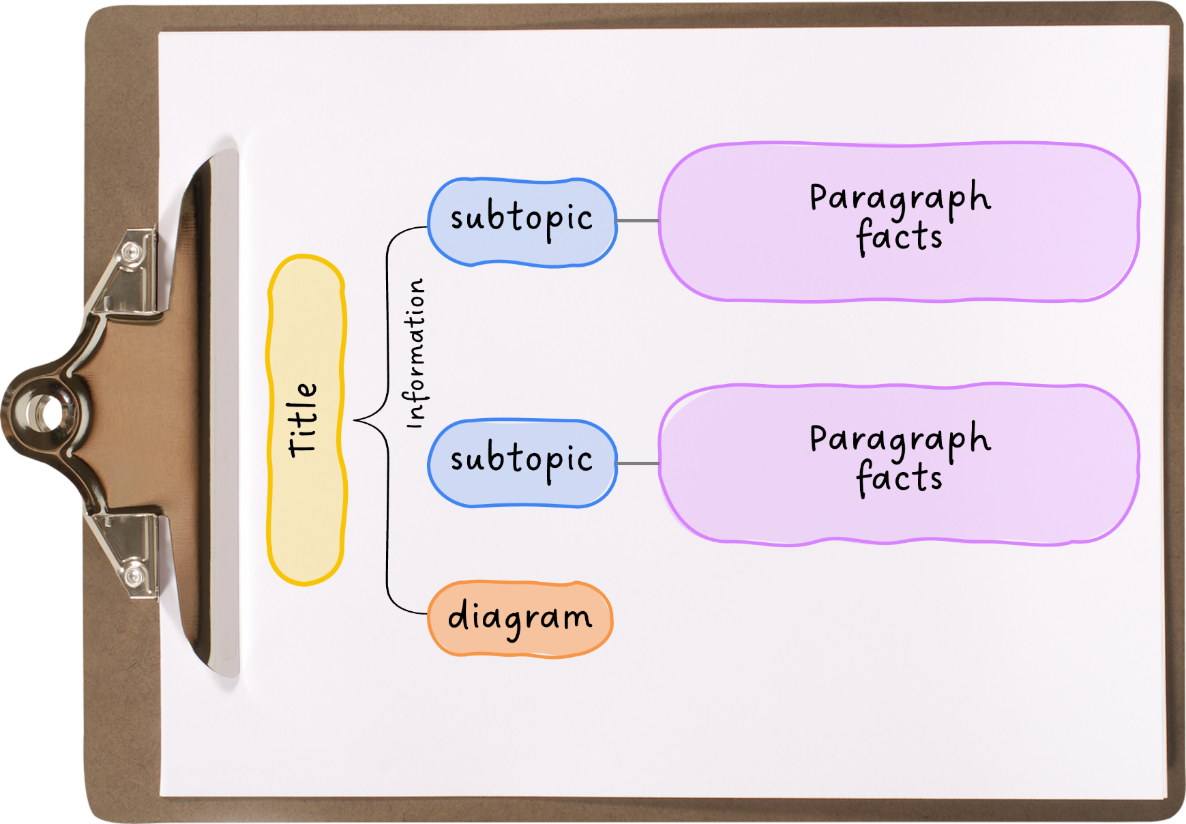 Title
Information
subtopic
Paragraph
facts
subtopic
Paragraph
facts
diagram